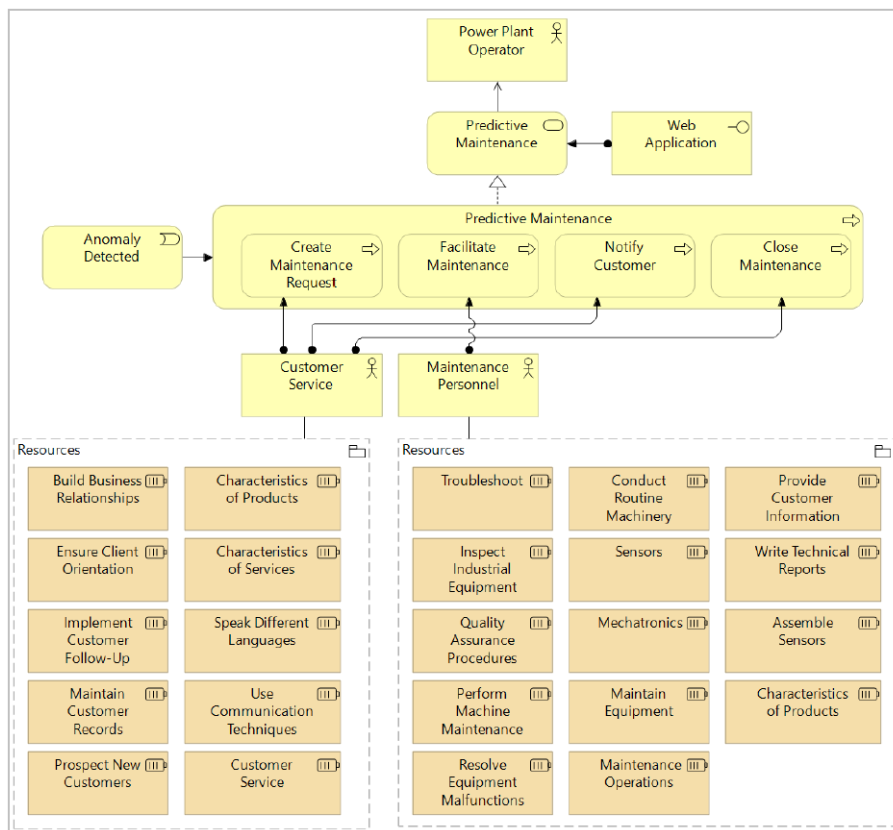 Power Plant
Operator
Predictive
Maintenance
Web
Application
Predictive Maintenance
Anomaly
Detected
Create
Maintenance
Request
Facilitate
Maintenance
Notify
Customer
Close
Maintenance
Customer
Service
Maintenance
Personnel
Resources
Build Business
Relationships
Characteristics
of Products
Ensure Client
Orientation
Characteristics
of Services
Implement
Customer
Follow-Up
Speak Different
Languages
Maintain
Customer
Records
Use
Communication
Techniques
Prospect New
Customers
Customer
Service
Resources
Troubleshoot
Conduct
Routine
Machinery
Provide
Customer
Information
Inspect
Industrial
Equipment
Sensors
Write Technical
Reports
Quality
Assurance
Procedures
Mechatronics
Assemble
Sensors
Perform
Machine
Maintenance
Maintain
Equipment
Characteristics
of Products
Resolve
Equipment
Malfunctions
Maintenance
Operations